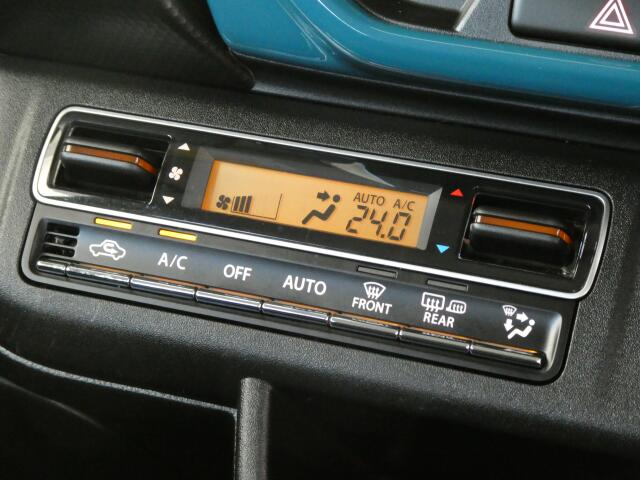 AUTO A/C
24.0
A/C
OFF
AUTO
FRONT
REAR